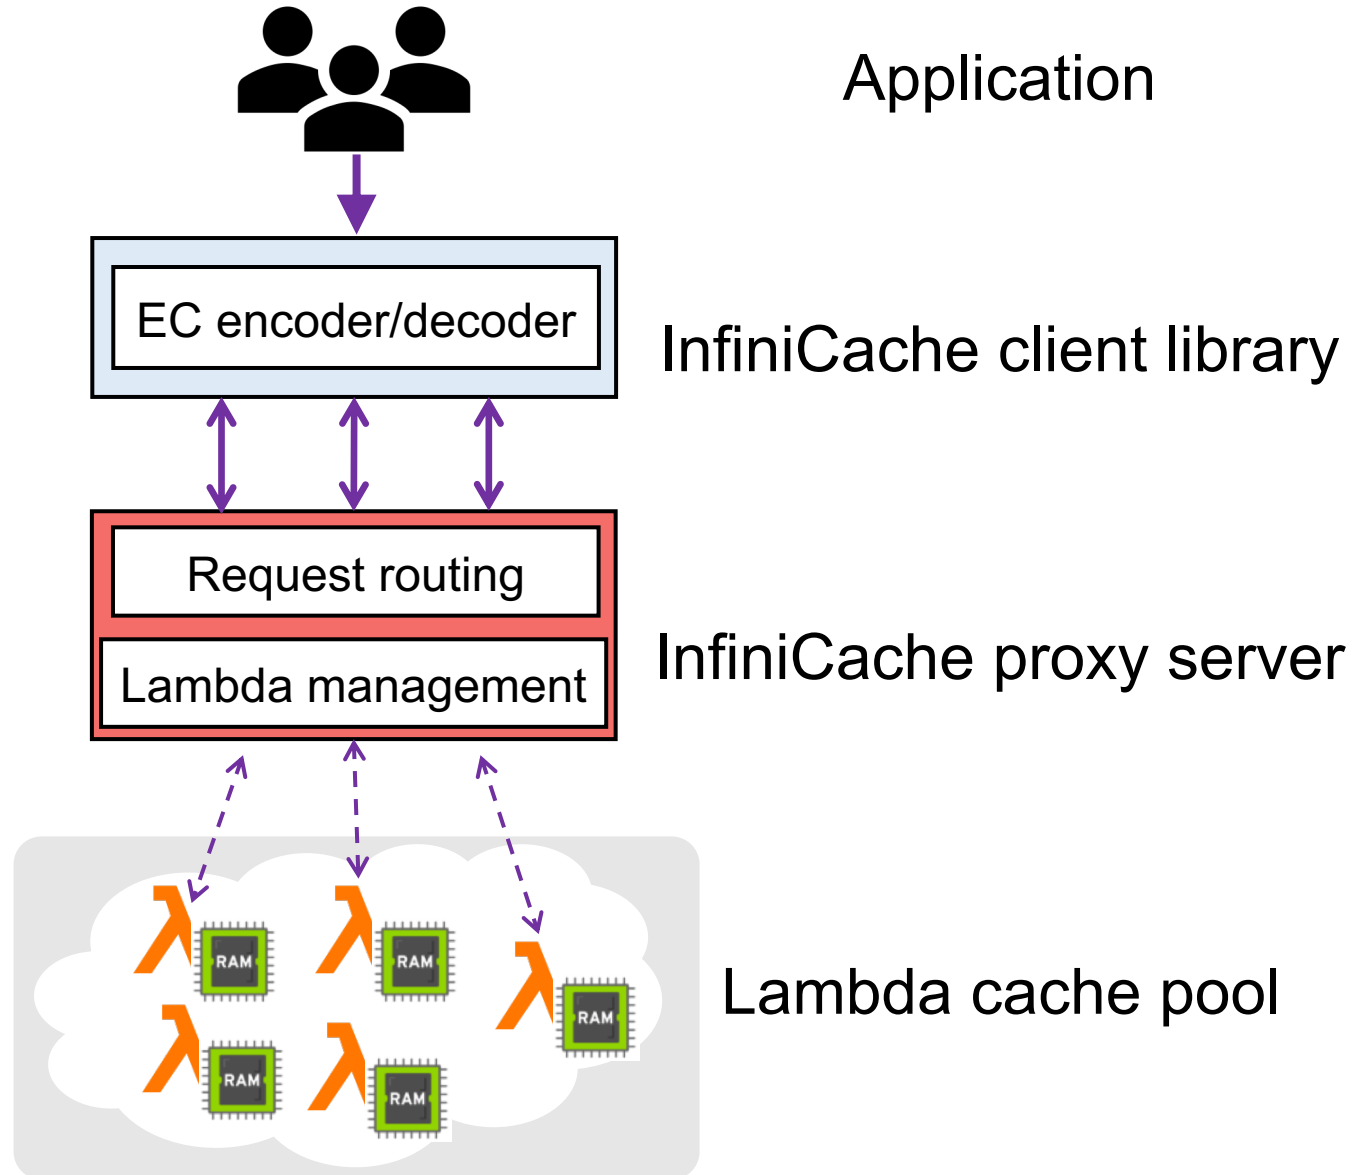 Application
EC encoder/decoder
InfiniCache client library
Request routing
Lambda management
InfiniCache proxy server
RAM
RAM
RAM
RAM
RAM
Lambda cache pool